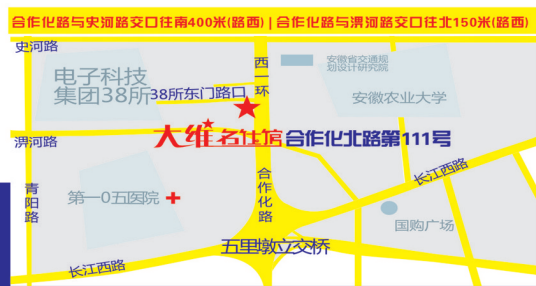 合作化路与史河路交口往南400米(路西) | 合作化路与淠河路交口往北150米(路西)
史河路
西一环
安徽省交通规
划设计研究院
电子科技
集团38所
38所东门路口
安徽农业大学
大维名仕馆 合作化北路第111号
淠河路
长江西路
青阳路
第一0五医院
合作化路
国购广场
五里墩立交桥
长江西路